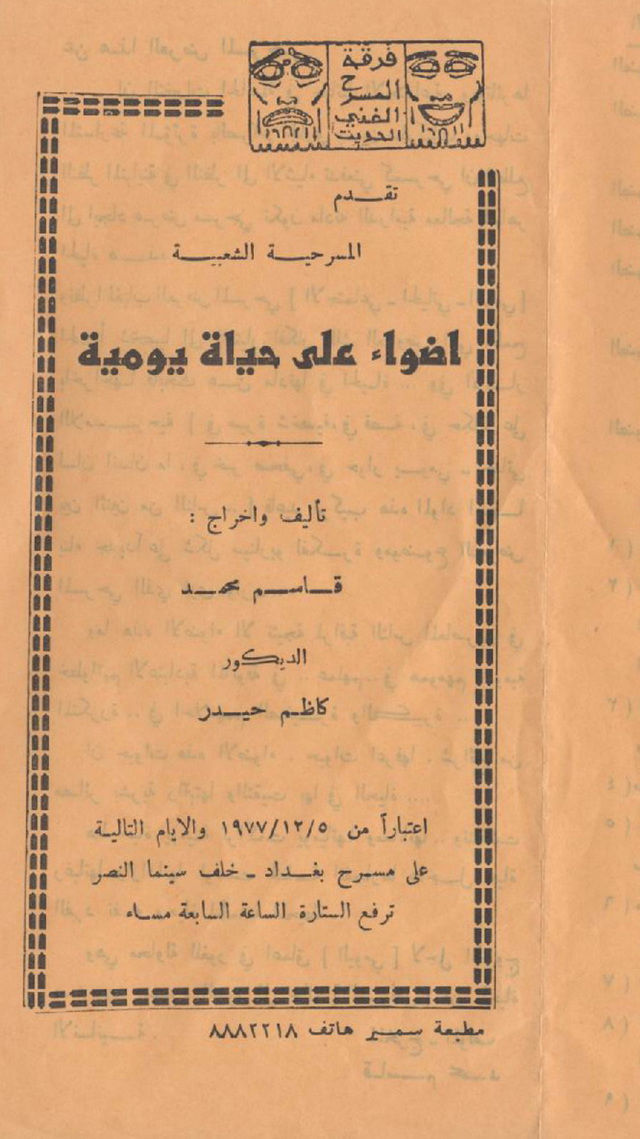 فرقة
المسرح
الفني
الحديث
تقدم
المسرحية الشعبية
اضواء على حياة يومية
تأليف واخراج :
قاسم محمد
الديكور
كاظم حيدر
اعتباراً من ١٩٧٧/١٢/٥ والايام التالية
على مسرح بغداد - خلف سينما النصر
ترفع الستارة الساعة السابعة مساء
مطبعة سمير هاتف ٨٨٨٢٢١٨